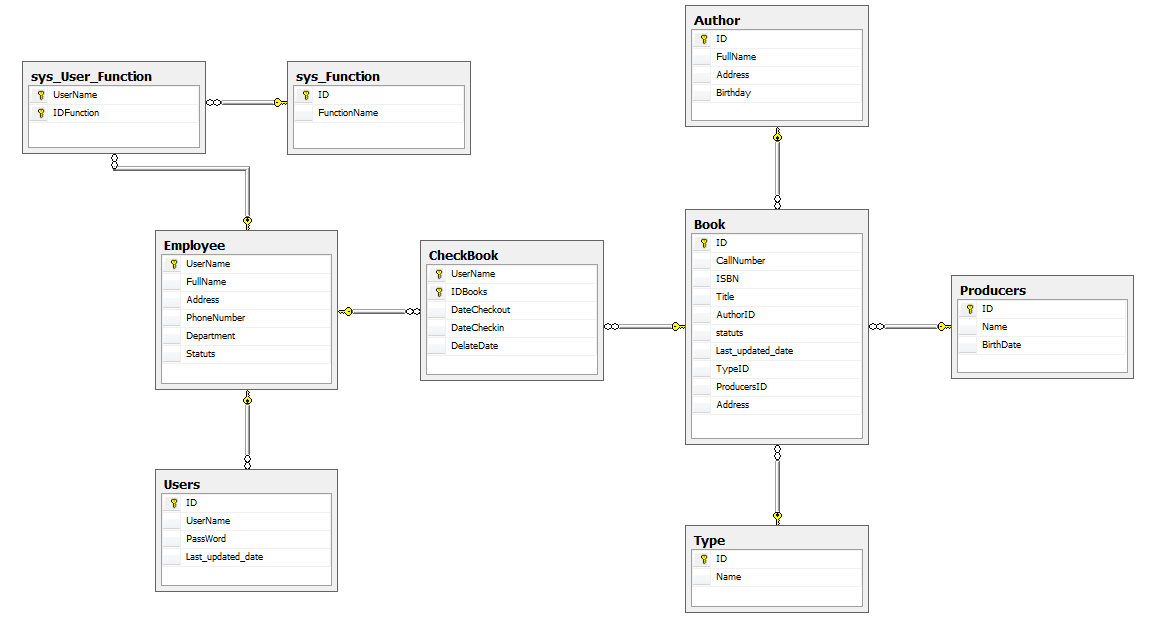 sys_User_Function
UserName
IDFunction
sys_Function
ID
FunctionName
Author
ID
FullName
Address
Birthday
Employee
UserName
FullName
Address
PhoneNumber
Department
Statuts
CheckBook
UserName
IDBooks
DateCheckout
DateCheckin
DelateDate
Book
ID
CallNumber
ISBN
Title
AuthorID
statuts
Last_updated_date
TypeID
ProducersID
Address
Producers
ID
Name
BirthDate
Users
ID
UserName
PassWord
Last_updated_date
Type
ID
Name